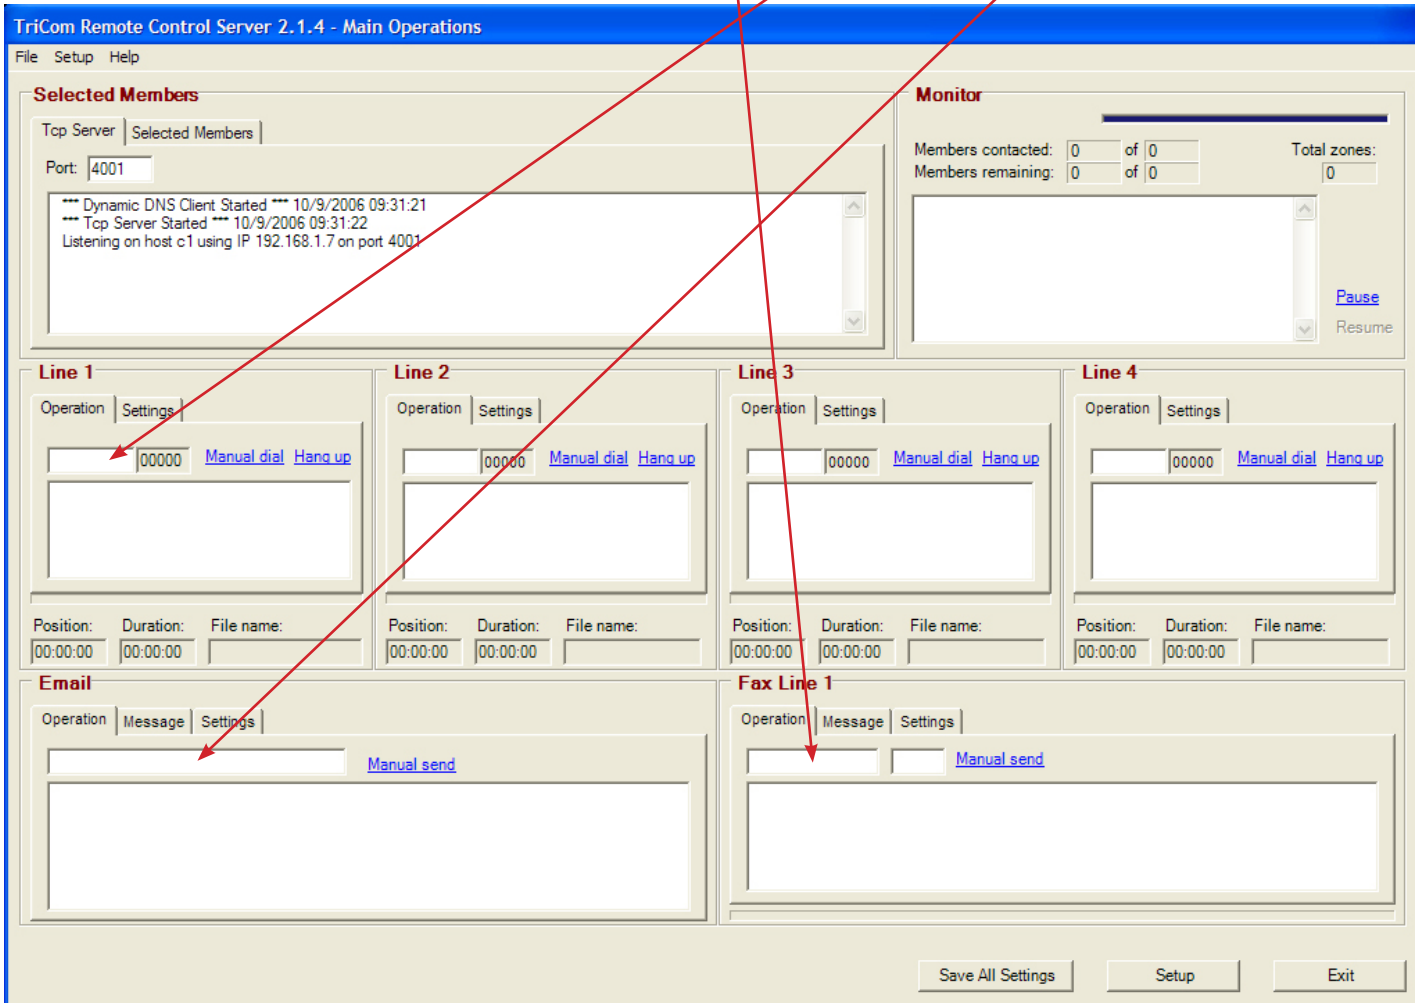 TriCom Remote Control Server 2.1.4 - Main Operations
File Setup Help
Selected Members
Tcp Server Selected Members
Port: 4001
*** Dynamic DNS Client Started *** 10/9/2006 09:31:21
*** Tcp Server Started *** 10/9/2006 09:31:22
Listening on host c1 using IP 192.168.1.7 on port 4001
Monitor
Members contacted: 0 of 0
Members remaining: 0 of 0
Total zones:
0
Pause
Resume
Line 1
Operation Settings
00000 Manual dial Hang up
Position: Duration: File name:
00:00:00 00:00:00
Line 2
Operation Settings
00000 Manual dial Hang up
Position: Duration: File name:
00:00:00 00:00:00
Line 3
Operation Settings
00000 Manual dial Hang up
Position: Duration: File name:
00:00:00 00:00:00
Line 4
Operation Settings
00000 Manual dial Hang up
Position: Duration: File name:
00:00:00 00:00:00
Email
Operation Message Settings
Manual send
Fax Line 1
Operation Message Settings
Manual send
Save All Settings Setup Exit